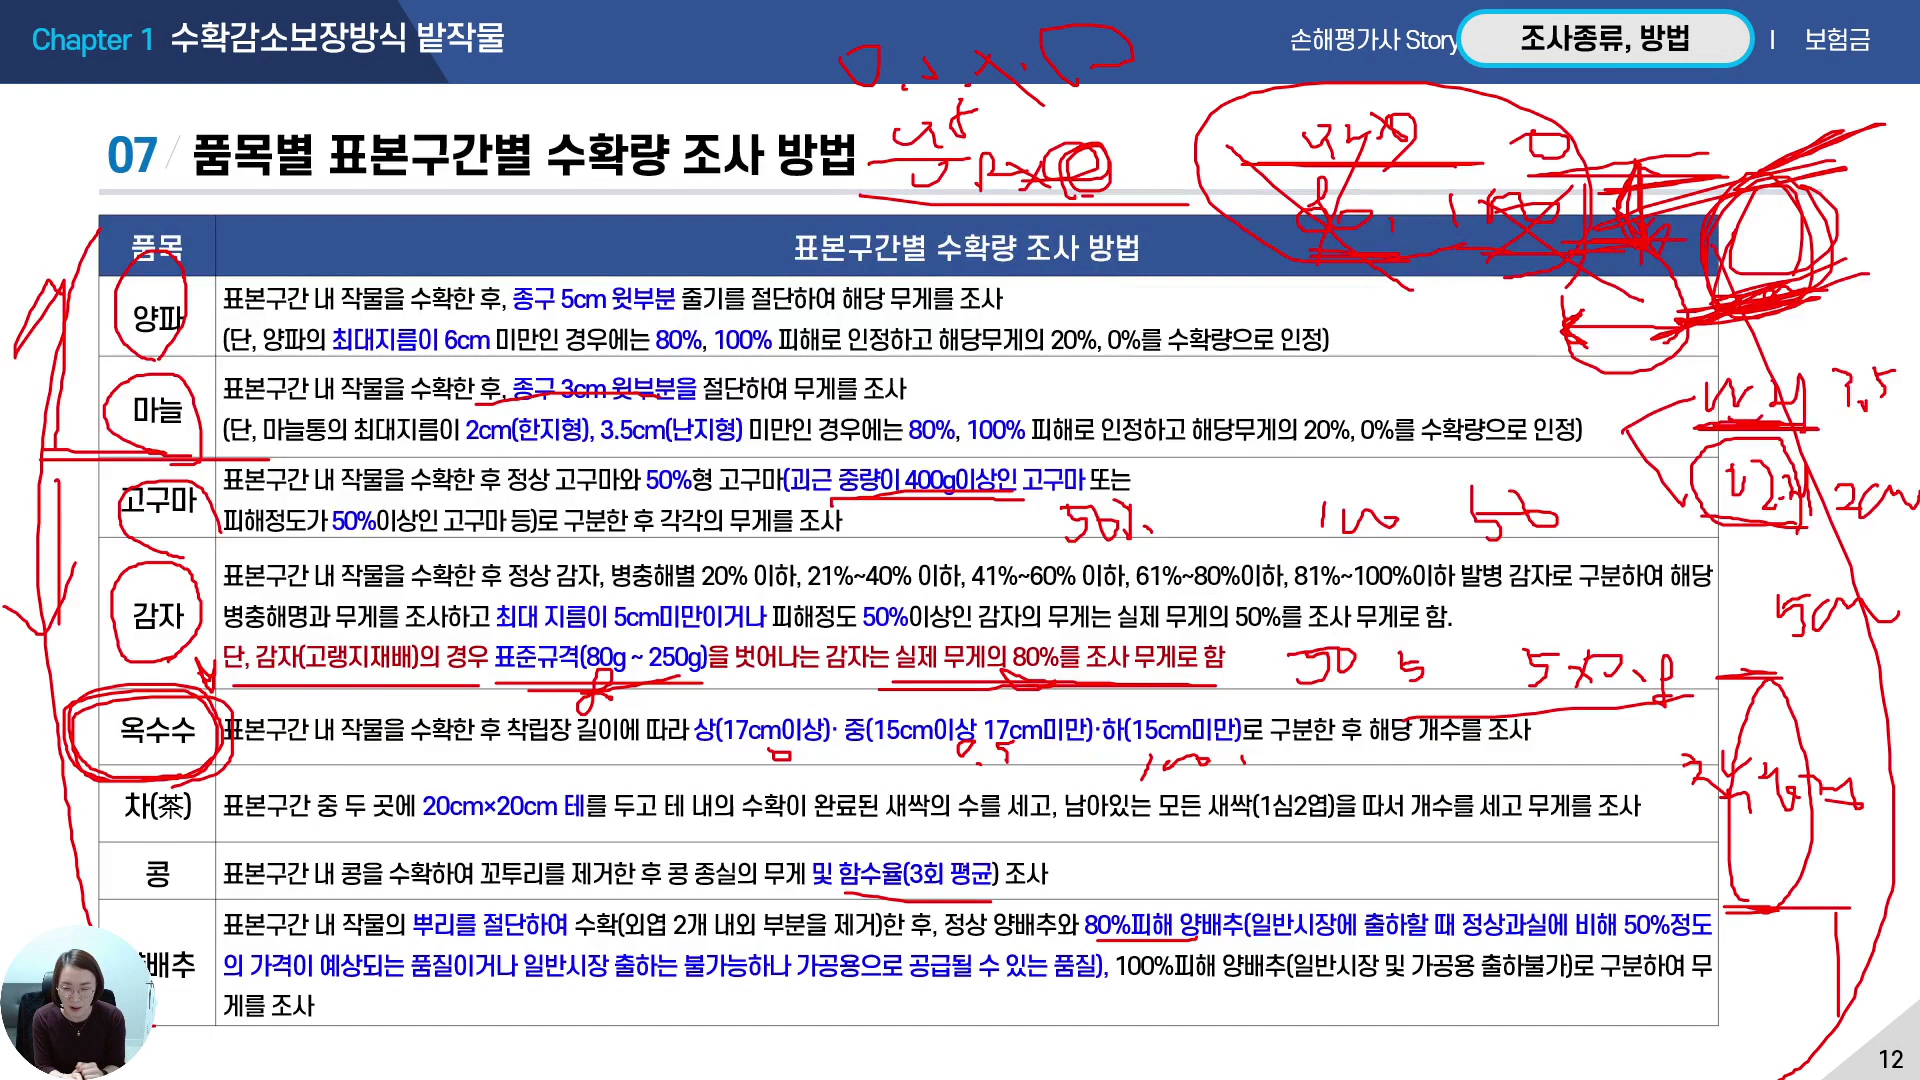 Chapter 1 수확감소보장방식 밭작물
손해평가사 Story
조사종류, 방법
보험금
07 품목별 표본구간별 수확량 조사 방법
품목
표본구간별 수확량 조사 방법
양파
표본구간 내 작물을 수확한 후, 종구 5cm 윗부분 줄기를 절단하여 해당 무게를 조사
(단, 양파의 최대지름이 6cm 미만인 경우에는 80%, 100% 피해로 인정하고 해당무게의 20%, 0%를 수확량으로 인정)
마늘
표본구간 내 작물을 수확한 후, 종구 3cm 윗부분을 절단하여 무게를 조사
(단, 마늘통의 최대지름이 2cm(한지형), 3.5cm(난지형) 미만인 경우에는 80%, 100% 피해로 인정하고 해당무게의 20%, 0%를 수확량으로 인정)
3.5
2cm
고구마
표본구간 내 작물을 수확한 후 정상 고구마와 50%형 고구마(괴근 중량이 400g이상인 고구마 또는
피해정도가 50%이상인 고구마 등)로 구분한 후 각각의 무게를 조사
50%
100
50
감자
표본구간 내 작물을 수확한 후 정상 감자, 병충해별 20% 이하, 21%~40% 이하, 41%~60% 이하, 61%~80%이하, 81%~100%이하 발병 감자로 구분하여 해당
병충해명과 무게를 조사하고 최대 지름이 5cm미만이거나 피해정도 50%이상인 감자의 무게는 실제 무게의 50%를 조사 무게로 함.
단, 감자(고랭지재배)의 경우 표준규격(80g ~ 250g)을 벗어나는 감자는 실제 무게의 80%를 조사 무게로 함
5cm
옥수수
표본구간 내 작물을 수확한 후 착립장 길이에 따라 상(17cm이상)· 중(15cm이상 17cm미만)·하(15cm미만)로 구분한 후 해당 개수를 조사
0
0.5
차(茶)
표본구간 중 두 곳에 20cm×20cm 테를 두고 테 내의 수확이 완료된 새싹의 수를 세고, 남아있는 모든 새싹(1심2엽)을 따서 개수를 세고 무게를 조사
콩
표본구간 내 콩을 수확하여 꼬투리를 제거한 후 콩 종실의 무게 및 함수율(3회 평균) 조사
배추
표본구간 내 작물의 뿌리를 절단하여 수확(외엽 2개 내외 부분을 제거)한 후, 정상 양배추와 80%피해 양배추(일반시장에 출하할 때 정상과실에 비해 50%정도
의 가격이 예상되는 품질이거나 일반시장 출하는 불가능하나 가공용으로 공급될 수 있는 품질), 100%피해 양배추(일반시장 및 가공용 출하불가)로 구분하여 무
게를 조사
12